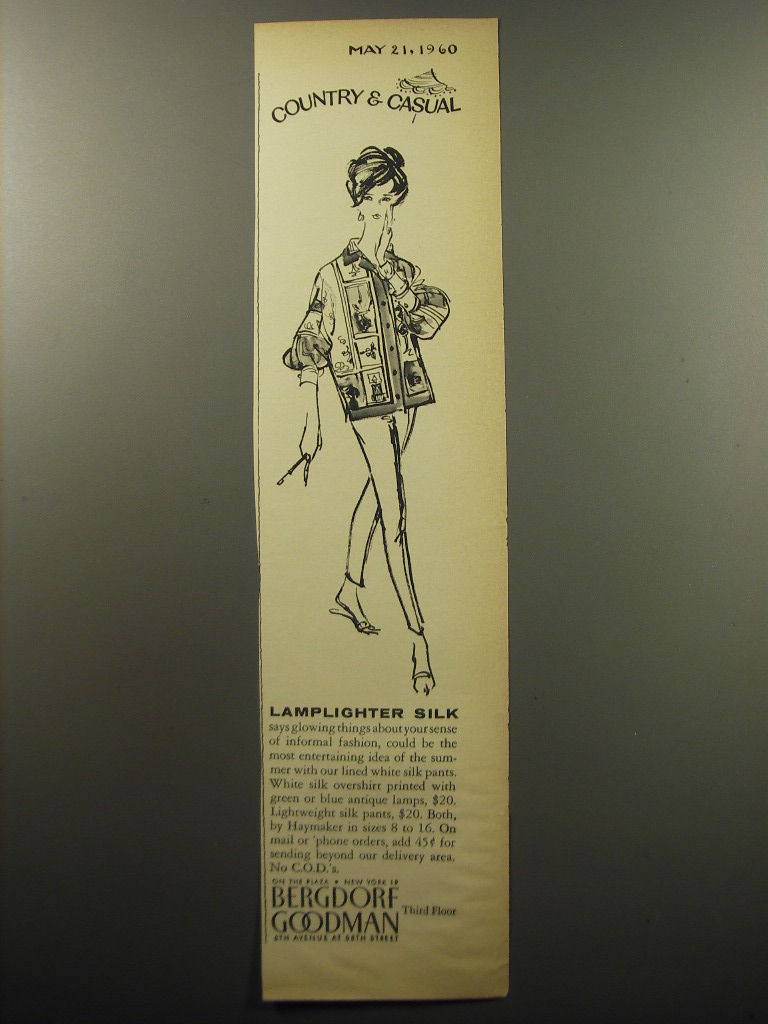 MAY 21, 1960
COUNTRY & CASUAL
LAMPLIGHTER SILK
says glowing things about your sense
of informal fashion, could be the
most entertaining idea of the sum-
mer with our lined white silk pants.
White silk overshirt printed with
green or blue antique lamps, $20.
Lightweight silk pants, $20. Both,
by Haymaker in sizes 8 to 16. On
mail or 'phone orders, add 45¢ for
sending beyond our delivery area.
No C.O.D.'s.
ON THE PLAZA • NEW YORK 19
BERGDORF
GOODMAN Third Floor
5TH AVENUE AT 58TH STREET